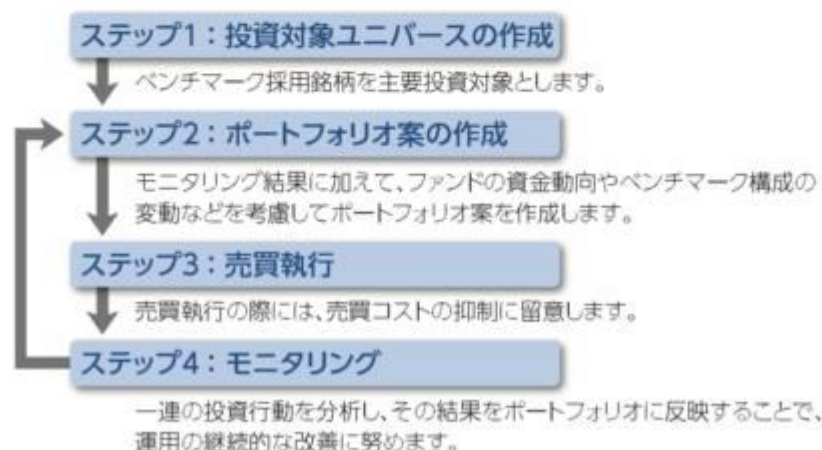 ステップ1：投資対象ユニバースの作成
ベンチマーク採用銘柄を主要投資対象とします。
ステップ2：ポートフォリオ案の作成
モニタリング結果に加えて、ファンドの資金動向やベンチマーク構成の
変動などを考慮してポートフォリオ案を作成します。
ステップ3：売買執行
売買執行の際には、売買コストの抑制に留意します。
ステップ4：モニタリング
一連の投資行動を分析し、その結果をポートフォリオに反映することで、
運用の継続的な改善に努めます。